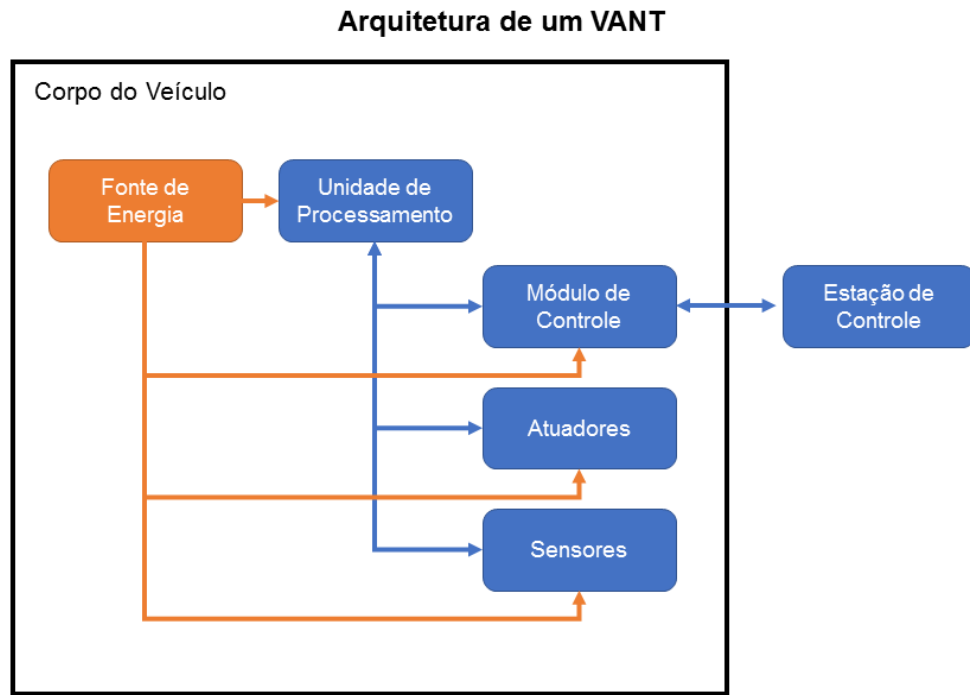 Arquitetura de um VANT
Corpo do Veículo
Fonte de
Energia
Unidade de
Processamento
Módulo de
Controle
Estação de
Controle
Atuadores
Sensores